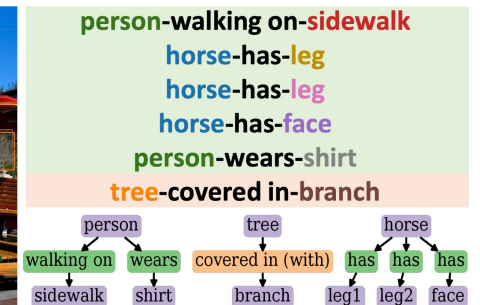 person-walking on-sidewalk
horse-has-leg
horse-has-leg
horse-has-face
person-wears-shirt
tree-covered in-branch
person tree horse
walking on wears covered in (with) has has has
sidewalk shirt branch leg1 leg2 face